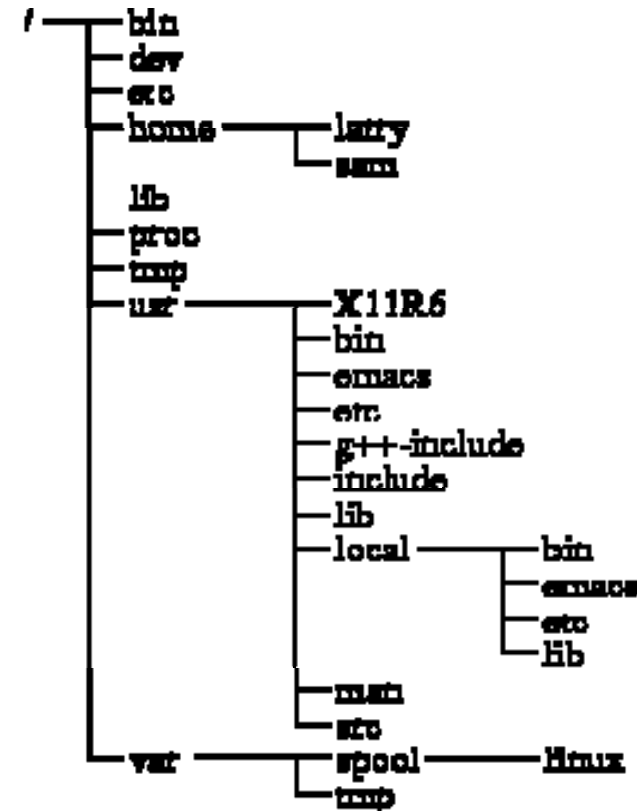 / bin
dev
etc
home larry
sam
lib
proc
tmp
usr X11R6
bin
emacs
etc
g++-include
include
lib
local bin
emacs
etc
lib
man
src
var spool linux
tmp